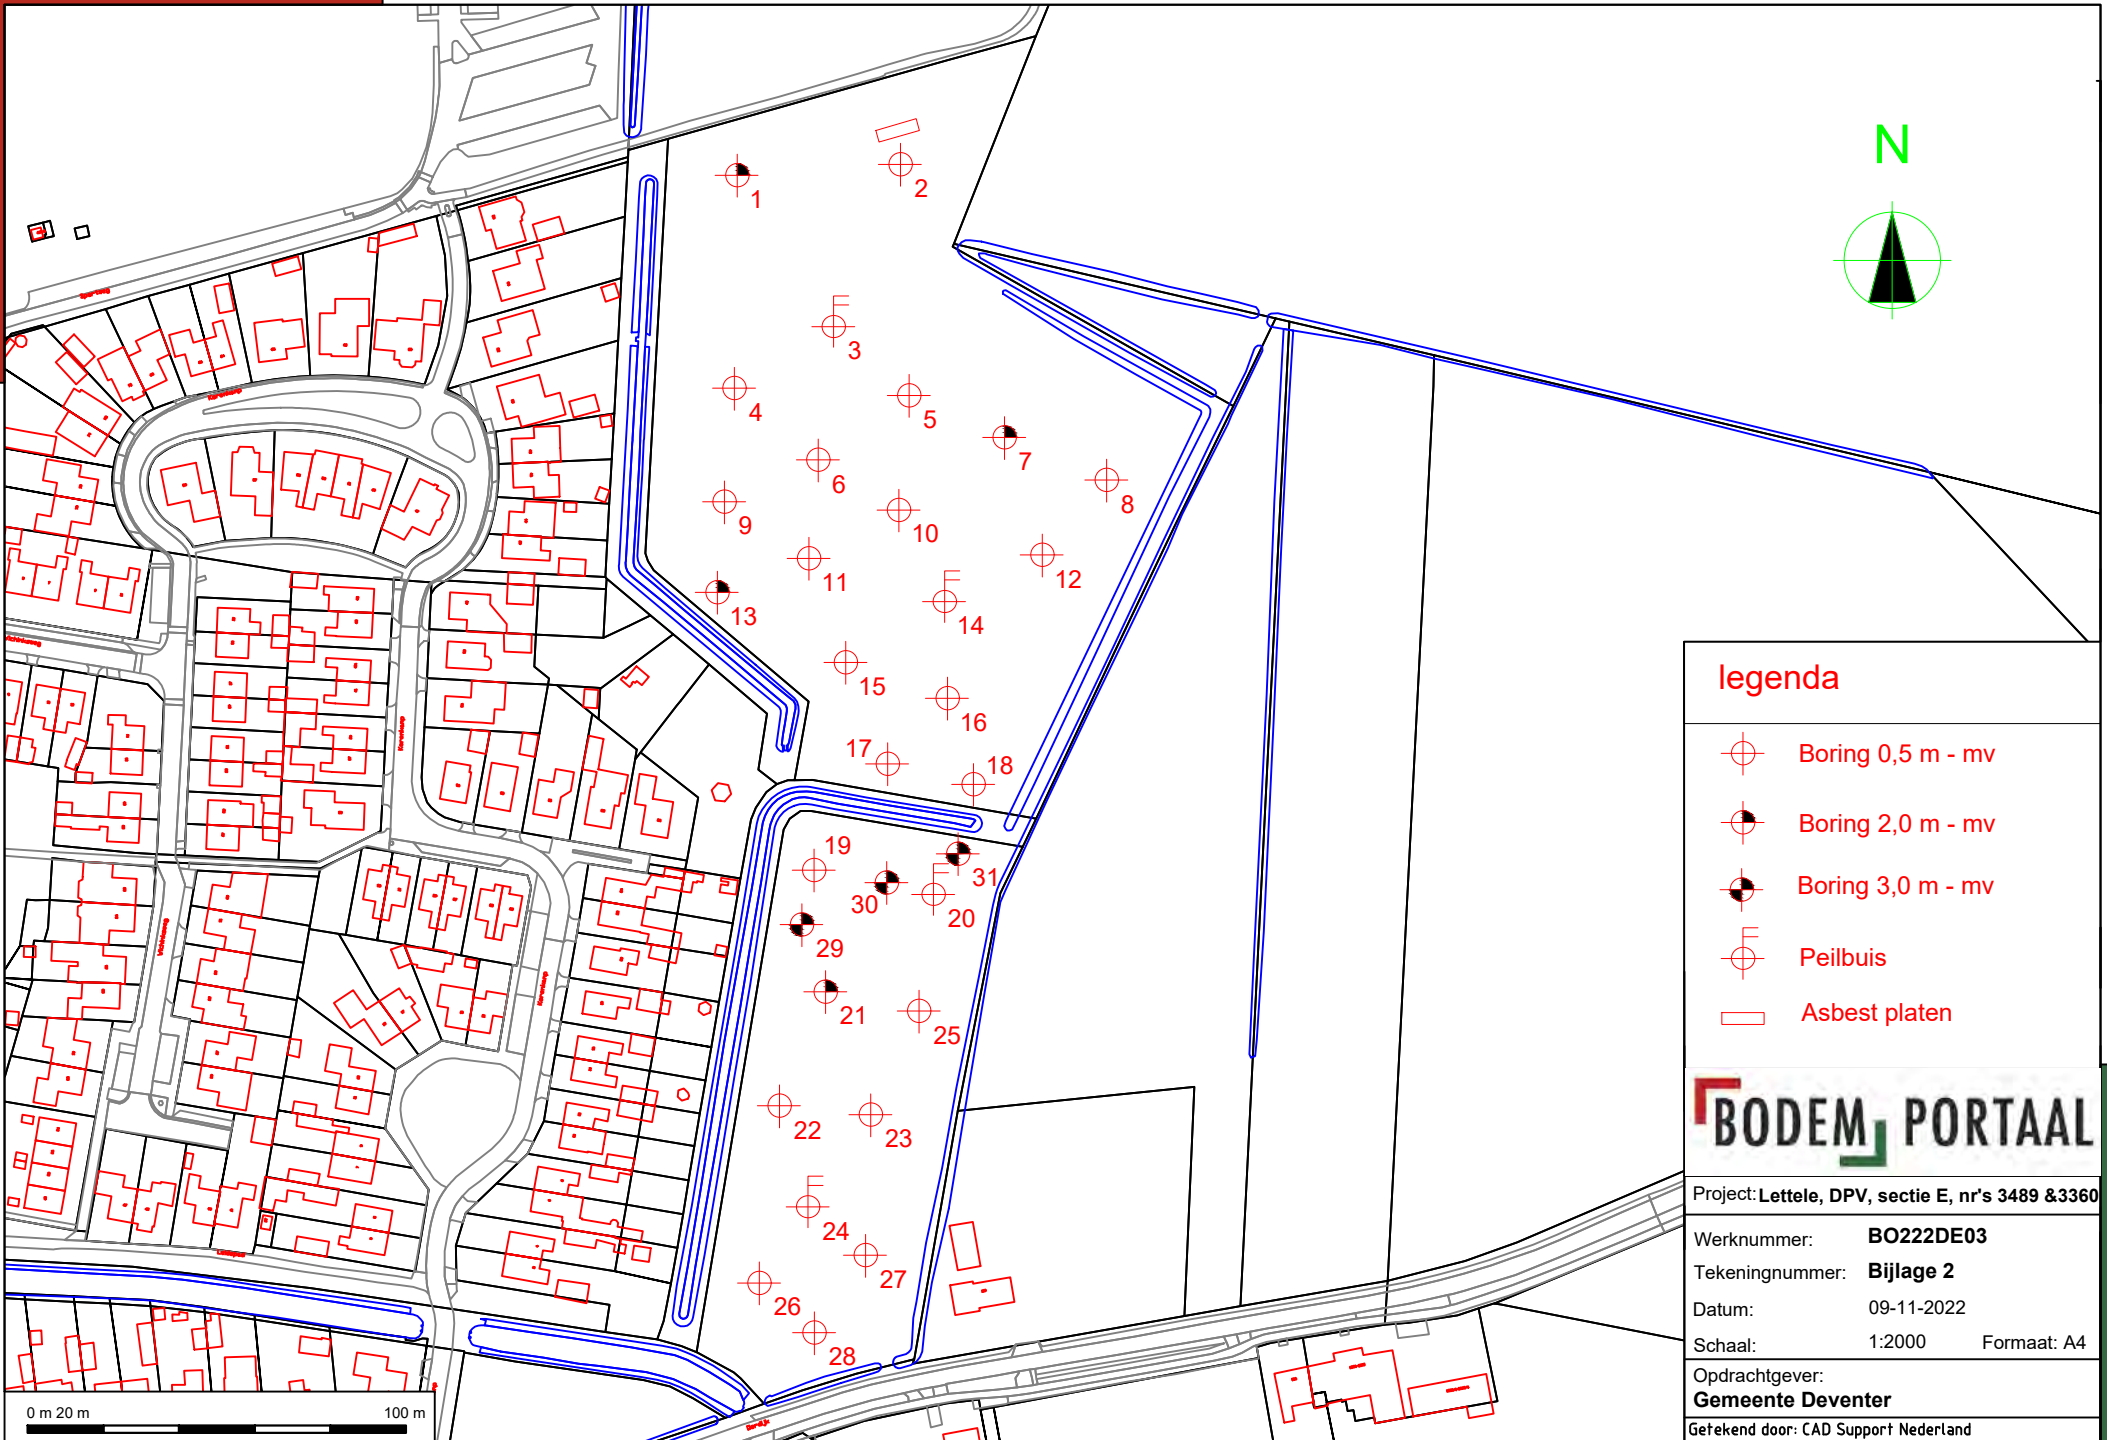 N
1
2
3
4
5
6
7
8
9
10
11
12
13
14
15
16
17
18
19
31
30
20
29
21
25
22
23
24
27
26
28
Kerenkamp
Kerenkamp
Kerenkamp
0 m 20 m 100 m
legenda
Boring 0,5 m - mv
Boring 2,0 m - mv
Boring 3,0 m - mv
Peilbuis
Asbest platen
BODEM PORTAAL
Project: Lettele, DPV, sectie E, nr's 3489 &3360
Werknummer: BO222DE03
Tekeningnummer: Bijlage 2
Datum: 09-11-2022
Schaal: 1:2000 Formaat: A4
Opdrachtgever:
Gemeente Deventer
Getekend door: CAD Support Nederland